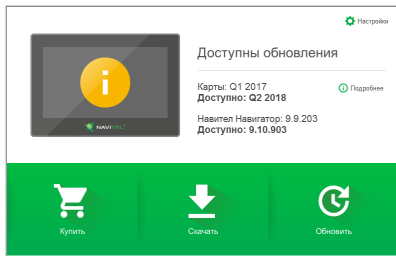 Настройки
Доступны обновления
Карты: Q1 2017
Подробнее
Доступно: Q2 2018
Навител Навигатор: 9.9.203
Доступно: 9.10.903
NAVITEL
Купить
Скачать
Обновить